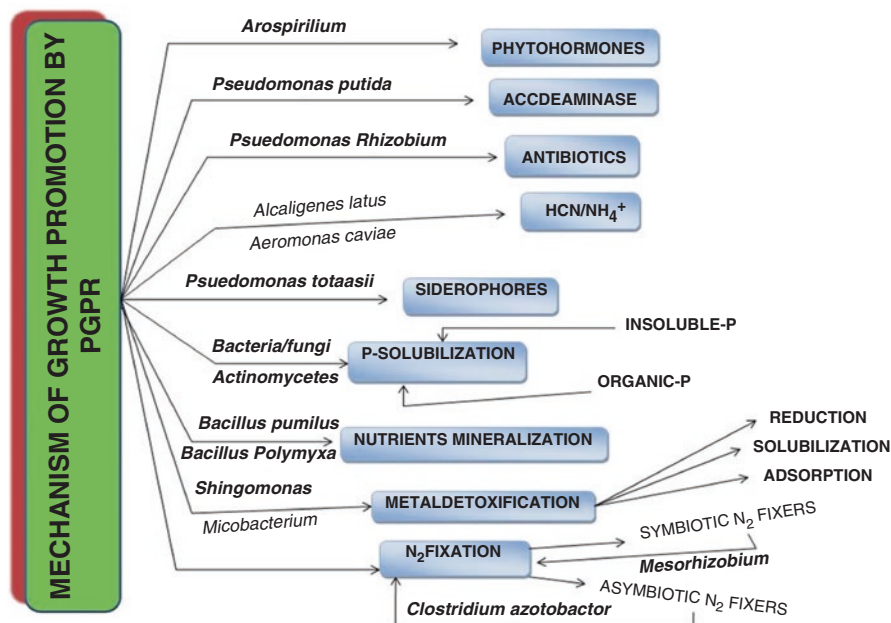 MECHANISM OF GROWTH PROMOTION BY
PGPR
Arospirilium
PHYTOHORMONES
Pseudomonas putida
ACCDEAMINASE
Psuedomonas Rhizobium
ANTIBIOTICS
Alcaligenes latus
Aeromonas caviae
HCN/NH₄⁺
Psuedomonas totaasii
SIDEROPHORES
Bacteria/fungi
Actinomycetes
P-SOLUBILIZATION
INSOLUBLE-P
ORGANIC-P
Bacillus pumilus
Bacillus Polymyxa
NUTRIENTS MINERALIZATION
Shingomonas
Micobacterium
METALDETOXIFICATION
REDUCTION
SOLUBILIZATION
ADSORPTION
N₂FIXATION
SYMBIOTIC N₂ FIXERS
Mesorhizobium
ASYMBIOTIC N₂ FIXERS
Clostridium azotobactor